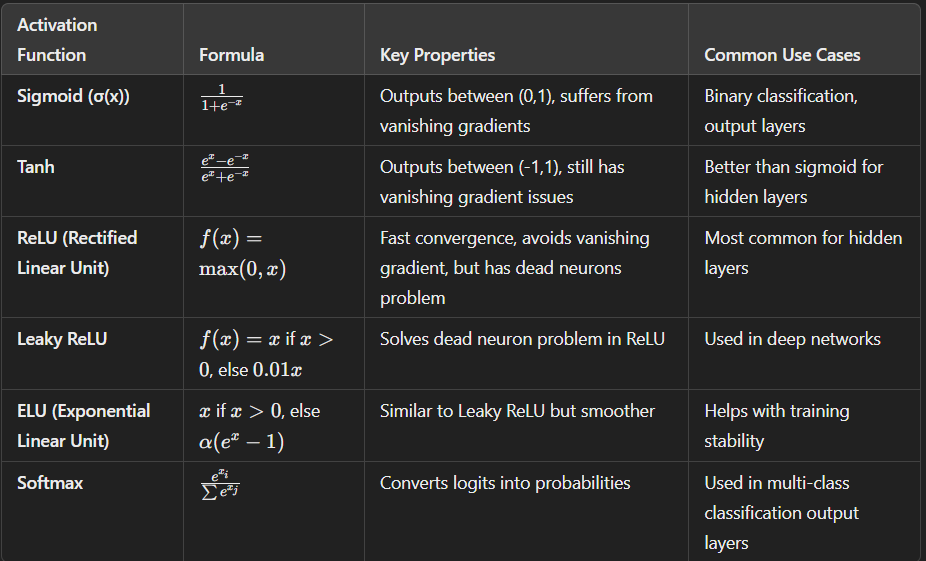 Activation
Function
Formula
Key Properties
Common Use Cases
Sigmoid (σ(x))
1
1+e^{-x}
Outputs between (0,1), suffers from
vanishing gradients
Binary classification,
output layers
Tanh
e^x−e^{-x}
e^x+e^{-x}
Outputs between (-1,1), still has
vanishing gradient issues
Better than sigmoid for
hidden layers
ReLU (Rectified
Linear Unit)
f(x) =
max(0, x)
Fast convergence, avoids vanishing
gradient, but has dead neurons
problem
Most common for hidden
layers
Leaky ReLU
f(x) = x if x >
0, else 0.01x
Solves dead neuron problem in ReLU
Used in deep networks
ELU (Exponential
Linear Unit)
x if x > 0, else
α(e^x − 1)
Similar to Leaky ReLU but smoother
Helps with training
stability
Softmax
e^{x_i}
∑ e^{x_j}
Converts logits into probabilities
Used in multi-class
classification output
layers